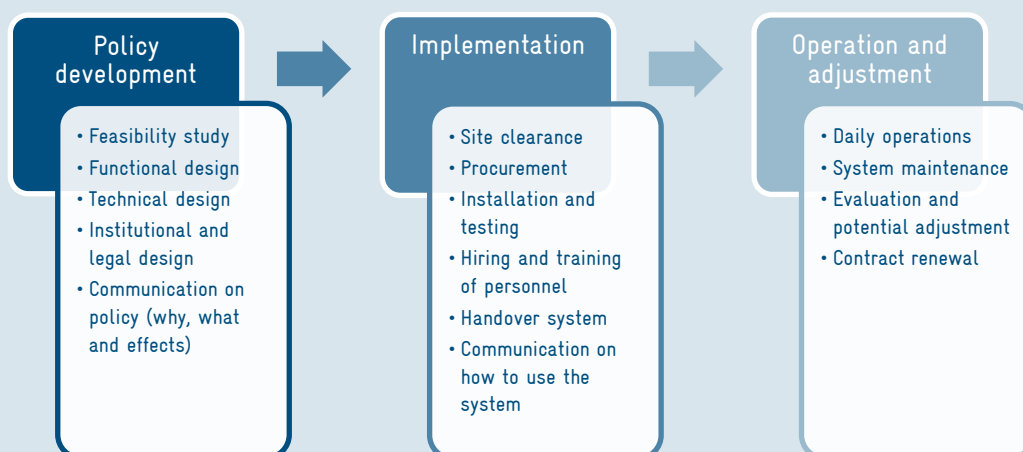 Policy
development
• Feasibility study
• Functional design
• Technical design
• Institutional and
legal design
• Communication on
policy (why, what
and effects)
Implementation
• Site clearance
• Procurement
• Installation and
testing
• Hiring and training
of personnel
• Handover system
• Communication on
how to use the
system
Operation and
adjustment
• Daily operations
• System maintenance
• Evaluation and
potential adjustment
• Contract renewal